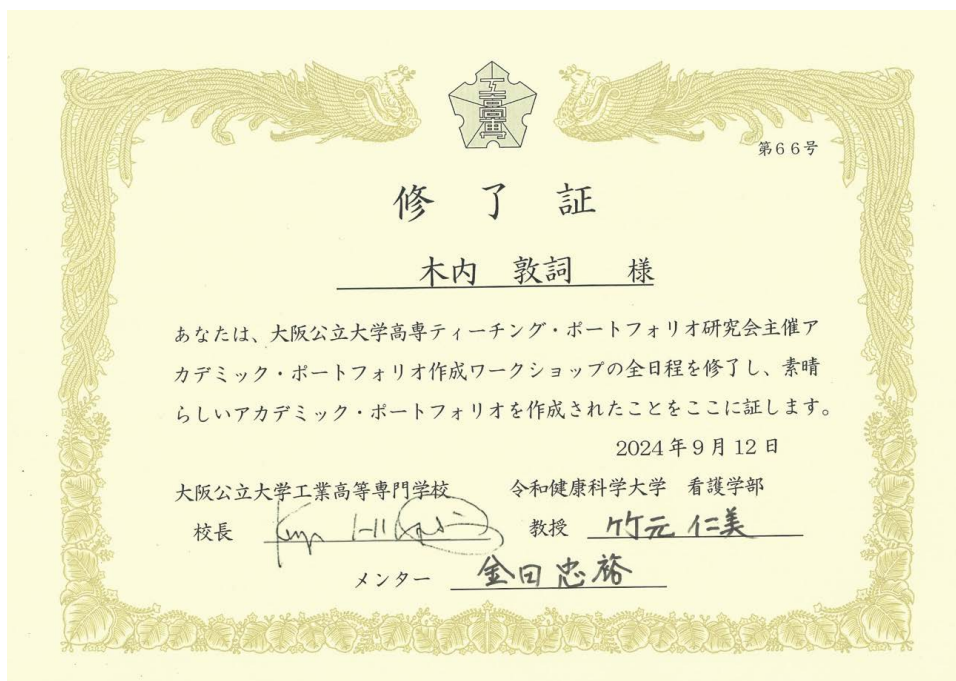 工高専
第66号
修了証
木内 敦詞 様
あなたは、大阪公立大学高専ティーチング・ポートフォリオ研究会主催ア
カデミック・ポートフォリオ作成ワークショップの全日程を修了し、素晴
らしいアカデミック・ポートフォリオを作成されたことをここに証します。
2024年9月12日
大阪公立大学工業高等専門学校 令和健康科学大学 看護学部
校長 教授 竹元 仁美
メンター 金田 忠裕